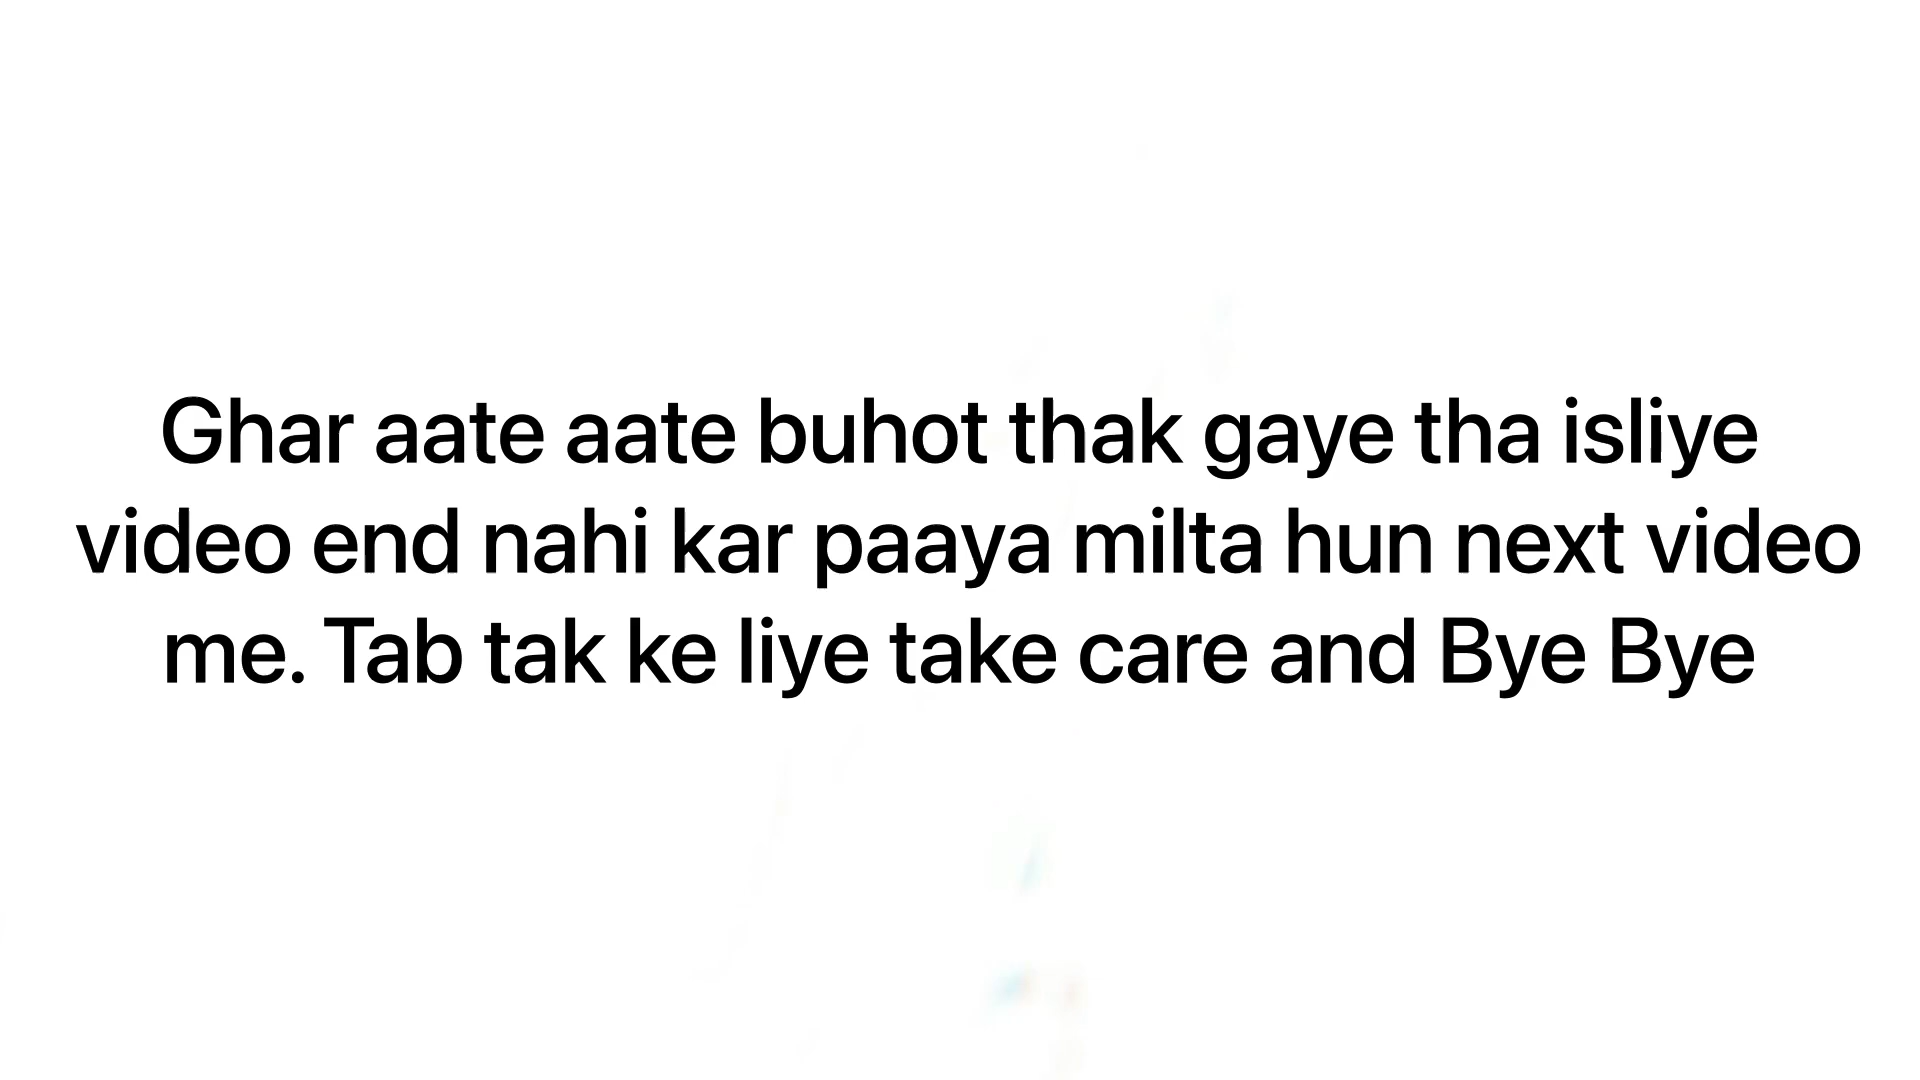 Ghar aate aate buhot thak gaye tha isliye
video end nahi kar paaya milta hun next video
me. Tab tak ke liye take care and Bye Bye